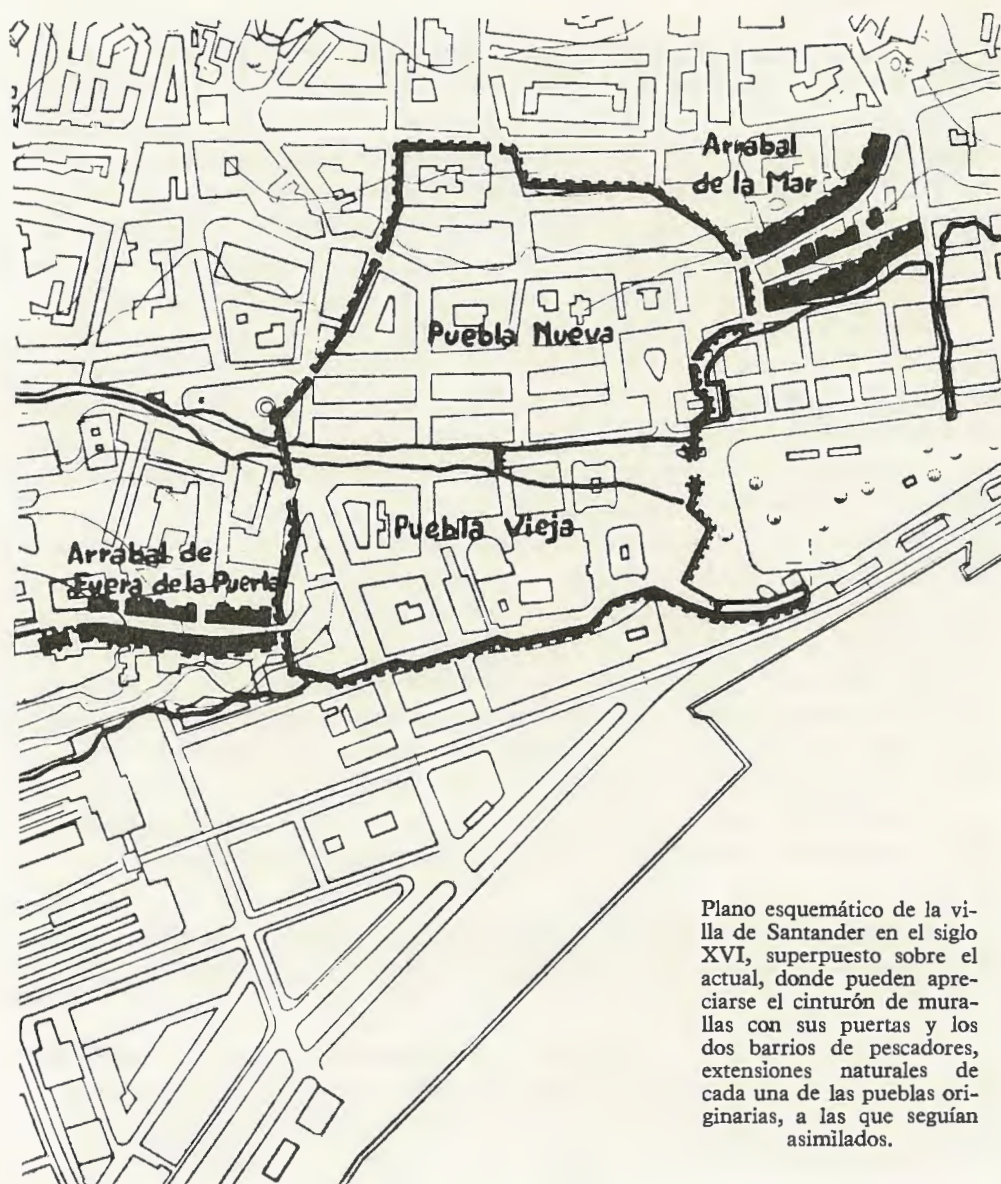 Arrabal
de la Mar
Puebla Nueva
Puebla Vieja
Arrabal de
Fuera de la Puerta
Plano esquemático de la vi-
lla de Santander en el siglo
XVI, superpuesto sobre el
actual, donde pueden apre-
ciarse el cinturón de mura-
llas con sus puertas y los
dos barrios de pescadores,
extensiones naturales de
cada una de las pueblas ori-
ginarias, a las que seguían
asimilados.